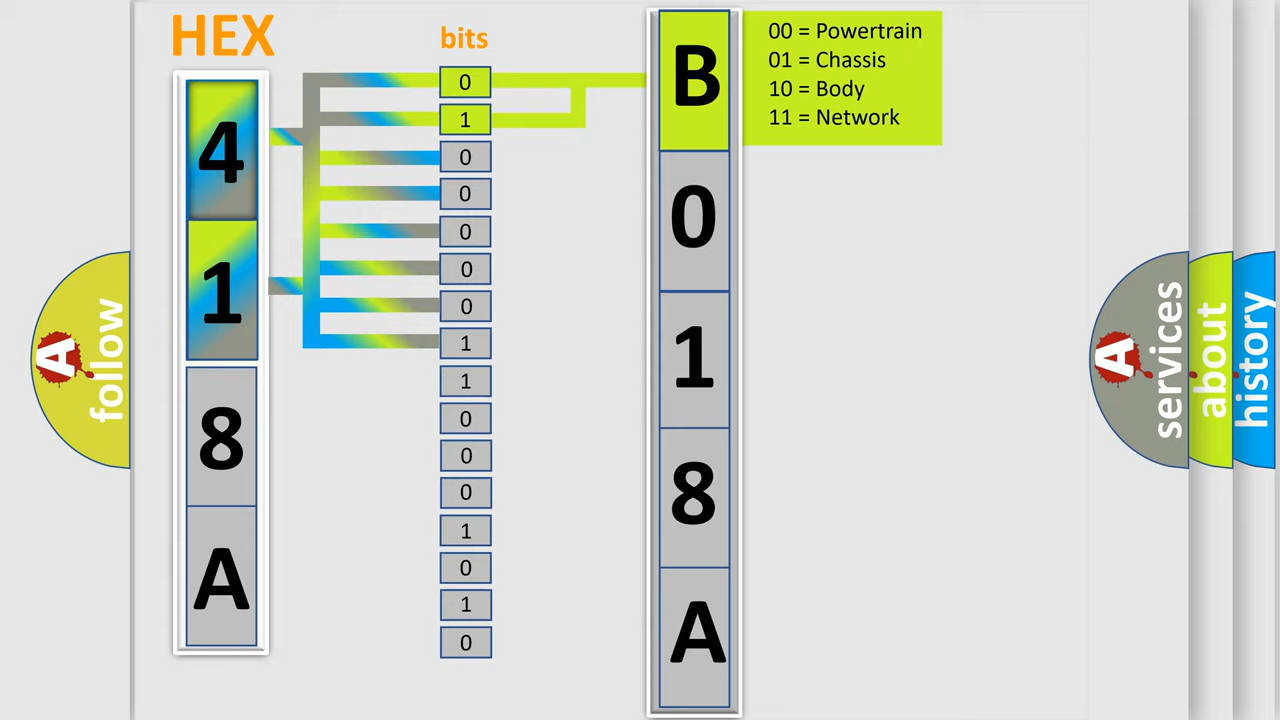 HEX
4
1
8
A
bits
0
1
0
0
0
0
0
1
1
0
0
0
1
0
1
0
B
0
1
8
A
00 = Powertrain
01 = Chassis
10 = Body
11 = Network
A
follow
A
services
about
history